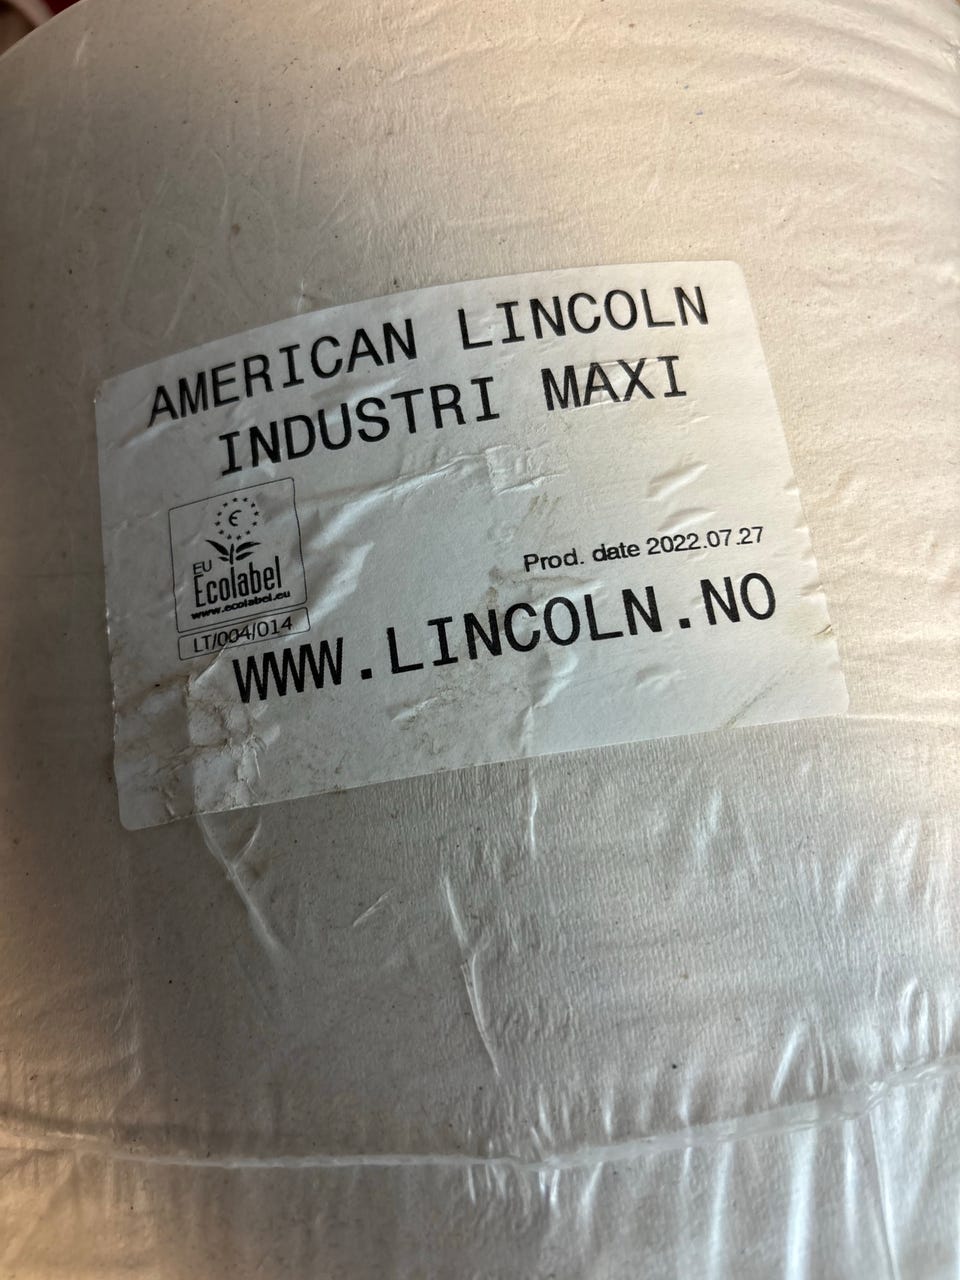 AMERICAN LINCOLN
INDUSTRI MAXI
EU
Ecolabel
www.ecolabel.eu
LT/004/014
Prod. date 2022.07.27
WWW.LINCOLN.NO